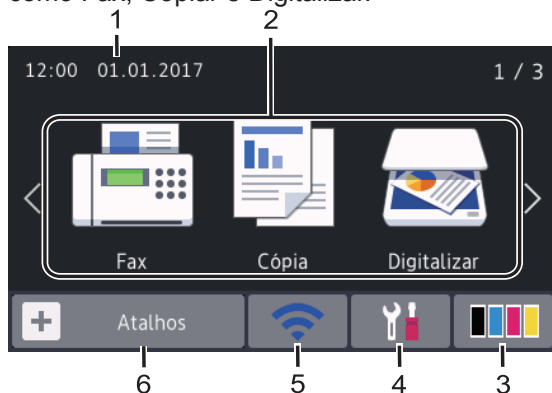 como Fax, Copiar e Digitalizar.
1 2
12:00 01.01.2017 1 / 3
Fax Cópia Digitalizar
Atalhos
6 5 4 3